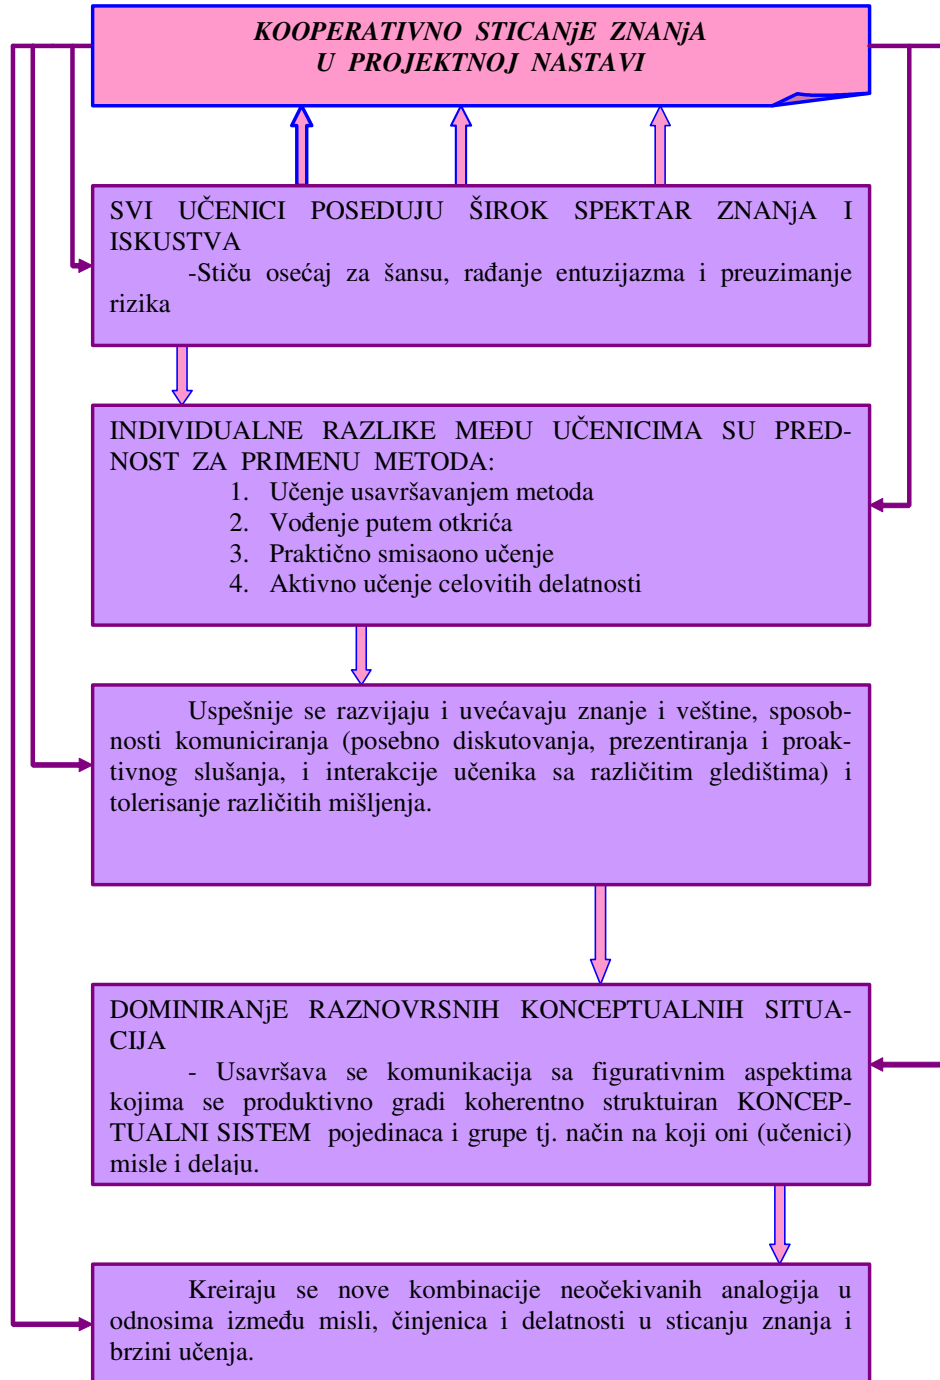 KOOPERATIVNO STICANjE ZNANjA
U PROJEKTNOJ NASTAVI
SVI UČENICI POSEDUJU ŠIROK SPEKTAR ZNANjA I
ISKUSTVA
-Stiču osećaj za šansu, rađanje entuzijazma i preuzimanje
rizika
INDIVIDUALNE RAZLIKE MEĐU UČENICIMA SU PRED-
NOST ZA PRIMENU METODA:
1. Učenje usavršavanjem metoda
2. Vođenje putem otkrića
3. Praktično smisaono učenje
4. Aktivno učenje celovitih delatnosti
Uspešnije se razvijaju i uvećavaju znanje i veštine, sposob-
nosti komuniciranja (posebno diskutovanja, prezentiranja i proak-
tivnog slušanja, i interakcije učenika sa različitim gledištima) i
tolerisanje različitih mišljenja.
DOMINIRANjE RAZNOVRSNIH KONCEPTUALNIH SITUA-
CIJA
- Usavršava se komunikacija sa figurativnim aspektima
kojima se produktivno gradi koherentno struktuiran KONCEP-
TUALNI SISTEM pojedinaca i grupe tj. način na koji oni (učenici)
misle i delaju.
Kreiraju se nove kombinacije neočekivanih analogija u
odnosima između misli, činjenica i delatnosti u sticanju znanja i
brzini učenja.